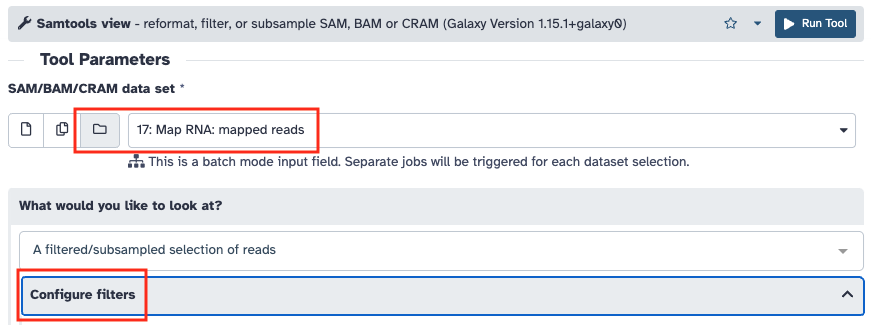 Samtools view - reformat, filter, or subsample SAM, BAM or CRAM (Galaxy Version 1.15.1+galaxy0) Run Tool
Tool Parameters
SAM/BAM/CRAM data set *
17: Map RNA: mapped reads
This is a batch mode input field. Separate jobs will be triggered for each dataset selection.
What would you like to look at?
A filtered/subsampled selection of reads
Configure filters